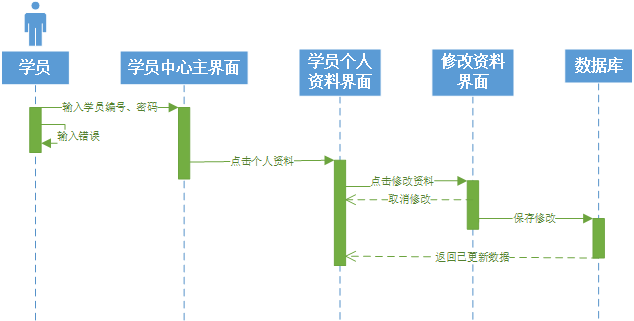 学员
学员中心主界面
学员个人
资料界面
修改资料
界面
数据库
输入学员编号、密码
输入错误
点击个人资料
点击修改资料
取消修改
保存修改
返回已更新数据